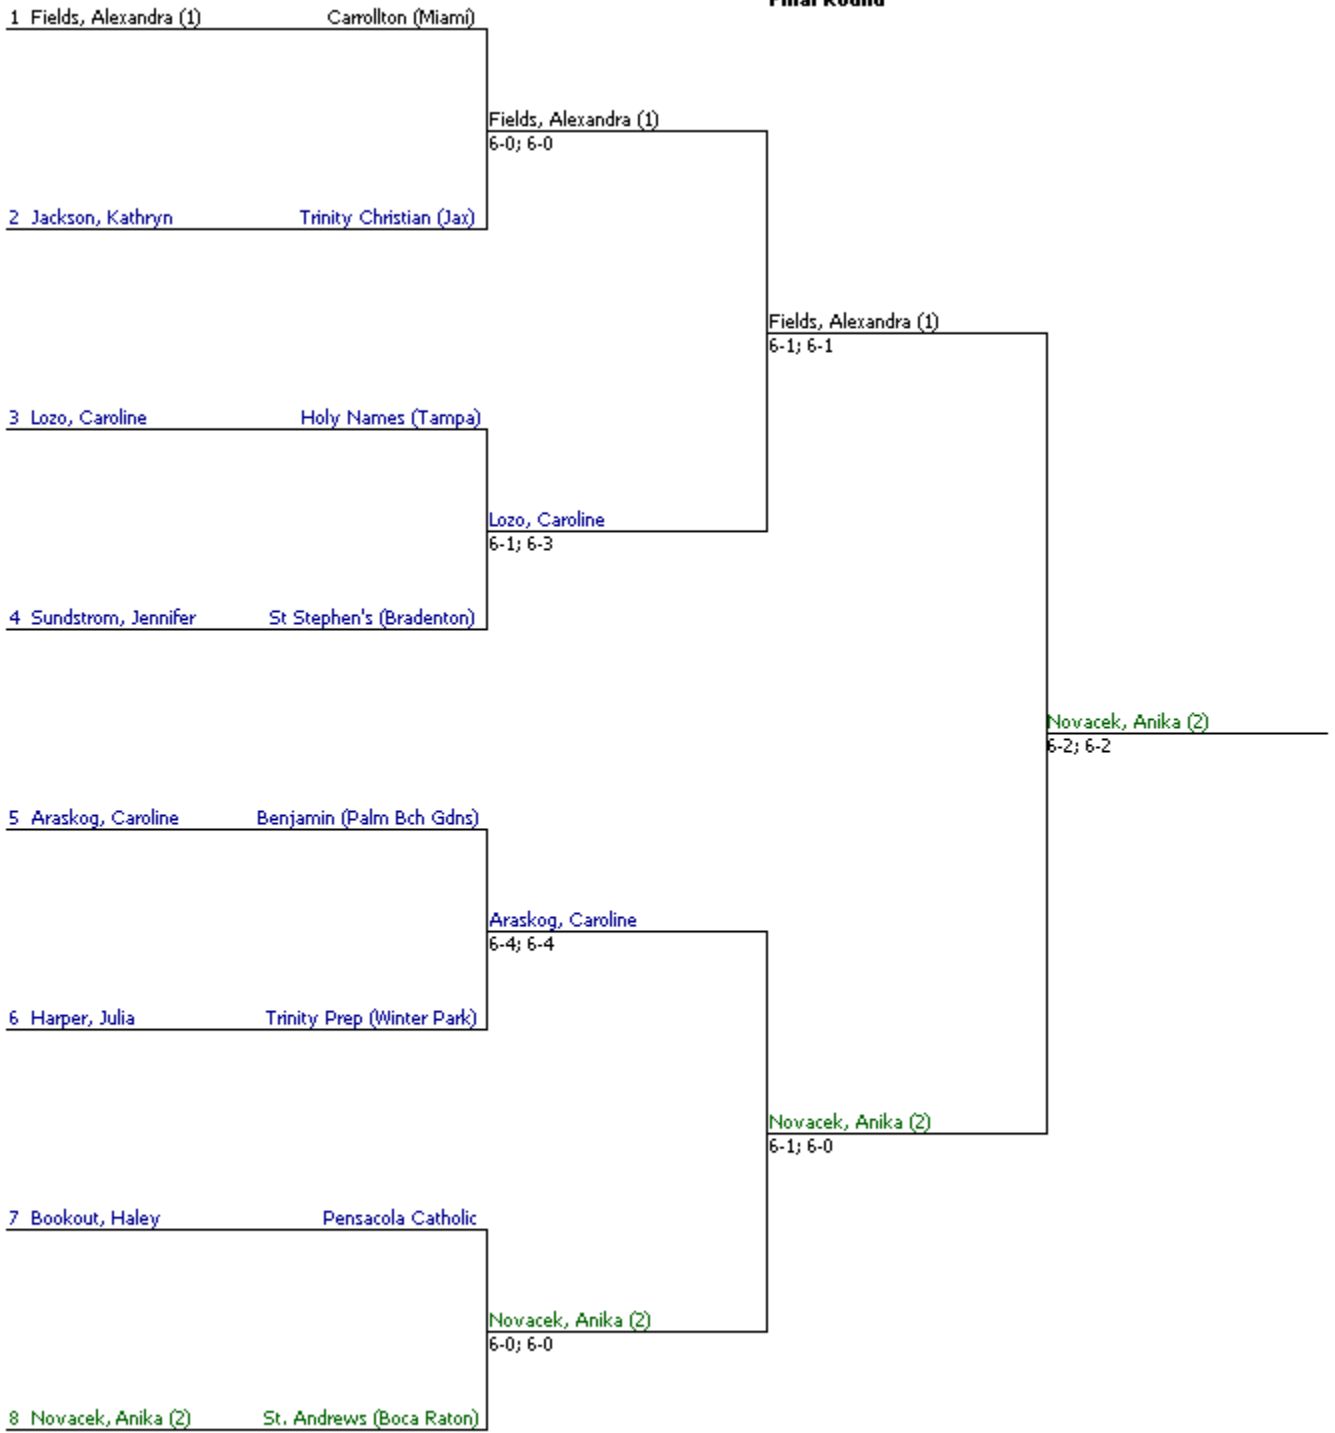 Final Round
1 Fields, Alexandra (1) Carrollton (Miami)
Fields, Alexandra (1)
6-0; 6-0
2 Jackson, Kathryn Trinity Christian (Jax)
Fields, Alexandra (1)
6-1; 6-1
3 Lozo, Caroline Holy Names (Tampa)
Lozo, Caroline
6-1; 6-3
4 Sundstrom, Jennifer St Stephen's (Bradenton)
Novacek, Anika (2)
6-2; 6-2
5 Araskog, Caroline Benjamin (Palm Bch Gdns)
Araskog, Caroline
6-4; 6-4
6 Harper, Julia Trinity Prep (Winter Park)
Novacek, Anika (2)
6-1; 6-0
7 Bookout, Haley Pensacola Catholic
Novacek, Anika (2)
6-0; 6-0
8 Novacek, Anika (2) St. Andrews (Boca Raton)